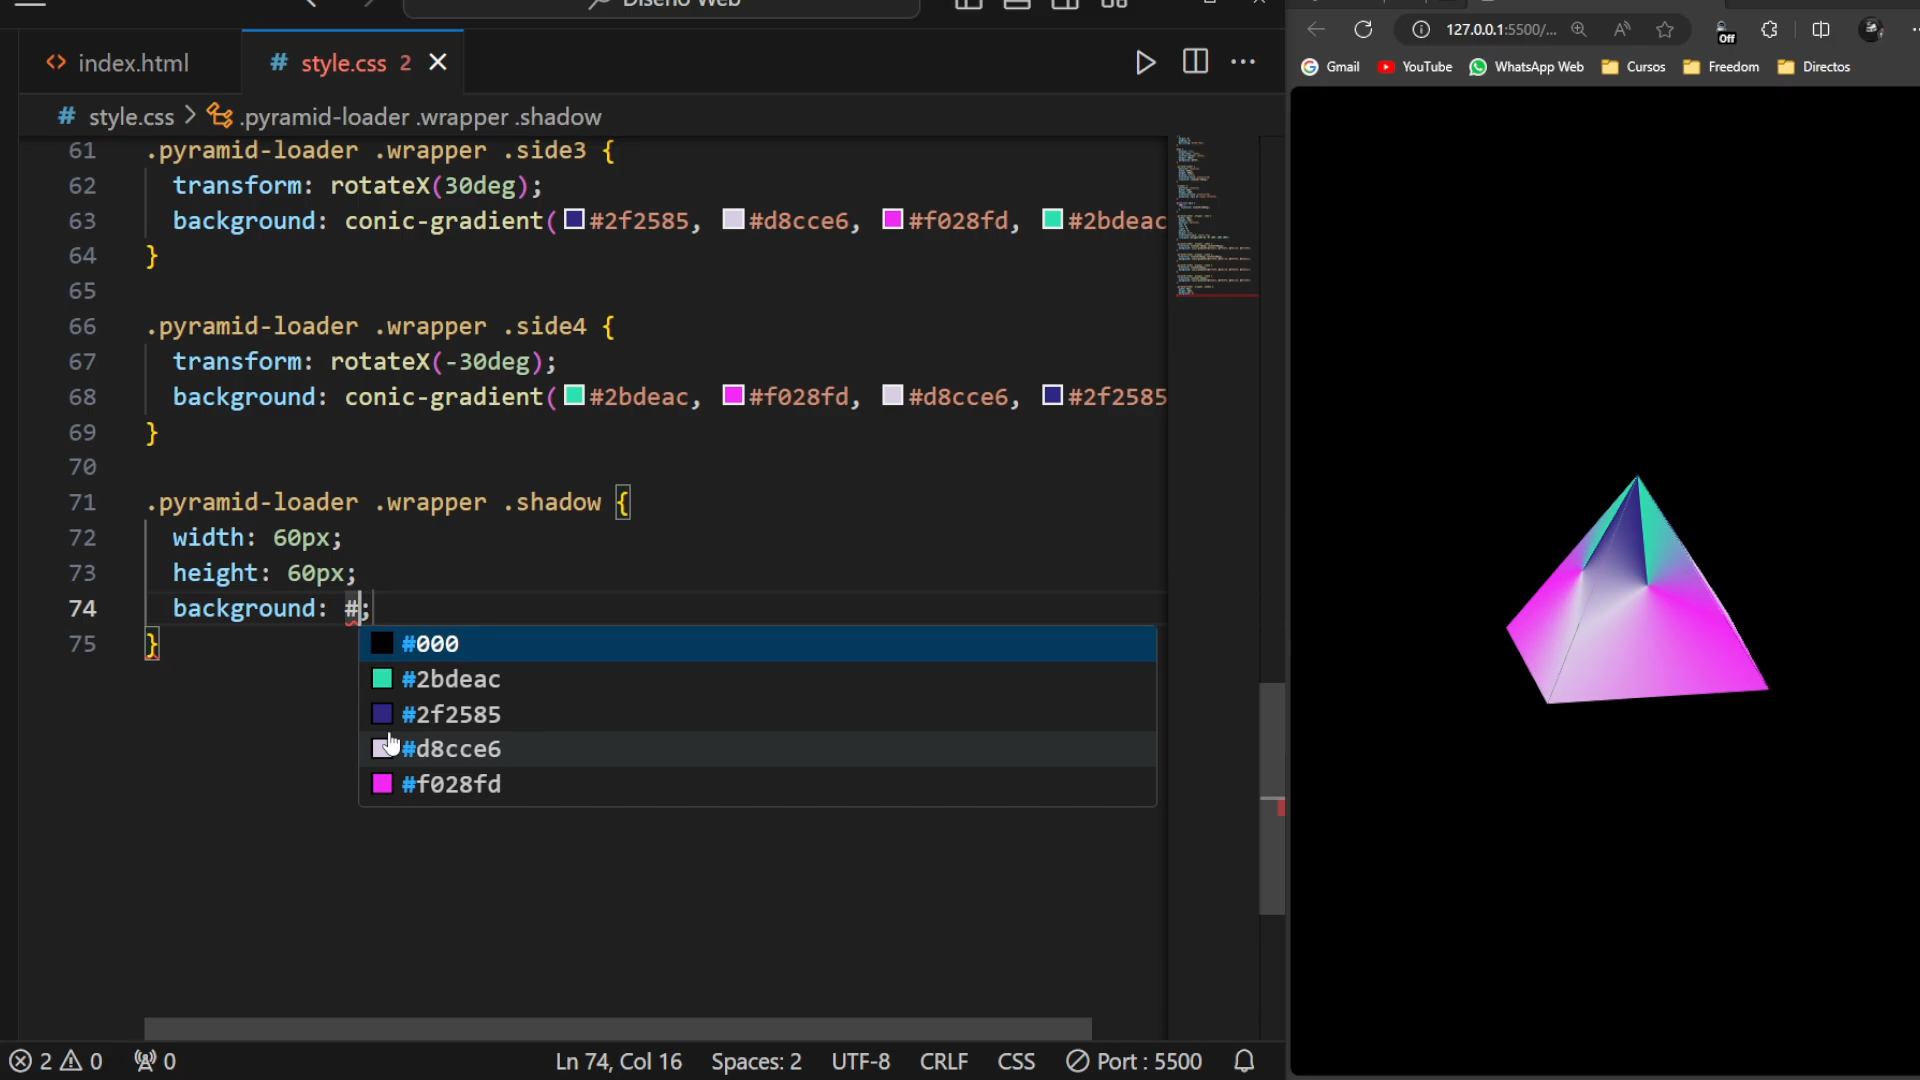 Diseño Web
index.html
# style.css 2
# style.css > .pyramid-loader .wrapper .shadow
61 .pyramid-loader .wrapper .side3 {
62 transform: rotateX(30deg);
63 background: conic-gradient(#2f2585, #d8cce6, #f028fd, #2bdeac
64 }
65
66 .pyramid-loader .wrapper .side4 {
67 transform: rotateX(-30deg);
68 background: conic-gradient(#2bdeac, #f028fd, #d8cce6, #2f2585
69 }
70
71 .pyramid-loader .wrapper .shadow {
72 width: 60px;
73 height: 60px;
74 background: #;
75 }
#000
#2bdeac
#2f2585
#d8cce6
#f028fd
2 0 0
Ln 74, Col 16 Spaces: 2 UTF-8 CRLF CSS Port : 5500
127.0.0.1:5500/...
Off
Gmail YouTube WhatsApp Web Cursos Freedom Directos